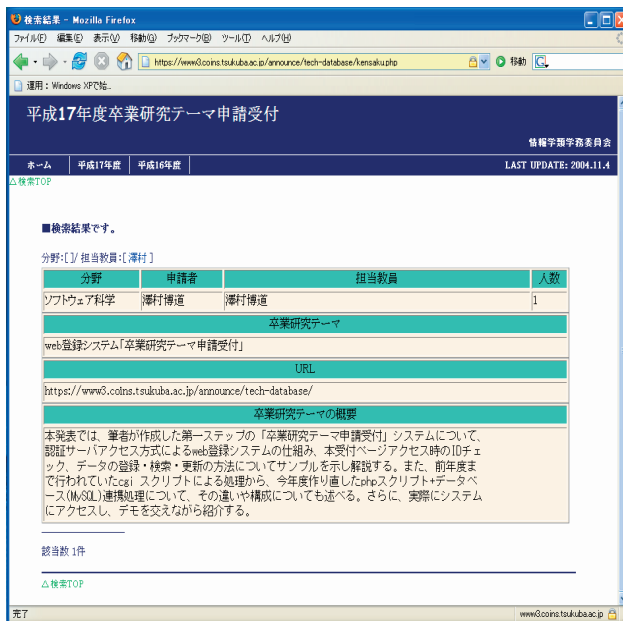 検索結果 - Mozilla Firefox
ファイル(F) 編集(E) 表示(V) 移動(G) ブックマーク(B) ツール(T) ヘルプ(H)
https://www3.coins.tsukuba.ac.jp/announce/tech-database/kensaku.php 移動
運用: Windows XPで始..
平成17年度卒業研究テーマ申請受付
情報学類学務委員会
ホーム 平成17年度 平成16年度 LAST UPDATE: 2004.11.4
△検索TOP
■検索結果です。
分野:[ ]/ 担当教員:[ 澤村 ]
分野 申請者 担当教員 人数
ソフトウェア科学 澤村博道 澤村博道 1
卒業研究テーマ
web登録システム「卒業研究テーマ申請受付」
URL
https://www3.coins.tsukuba.ac.jp/announce/tech-database/
卒業研究テーマの概要
本発表では、筆者が作成した第一ステップの「卒業研究テーマ申請受付」システムについて、
認証サーバアクセス方式によるweb登録システムの仕組み、本受付ページアクセス時のIDチェ
ック、データの登録・検索・更新の方法についてサンプルを示し解説する。また、前年度ま
で行われていたcgi スクリプトによる処理から、今年度作り直したphpスクリプト+データベ
ース(MySQL)連携処理について、その違いや構成についても述べる。さらに、実際にシステム
にアクセスし、デモを交えながら紹介する。
該当数 1件
△検索TOP
完了 www3.coins.tsukuba.ac.jp